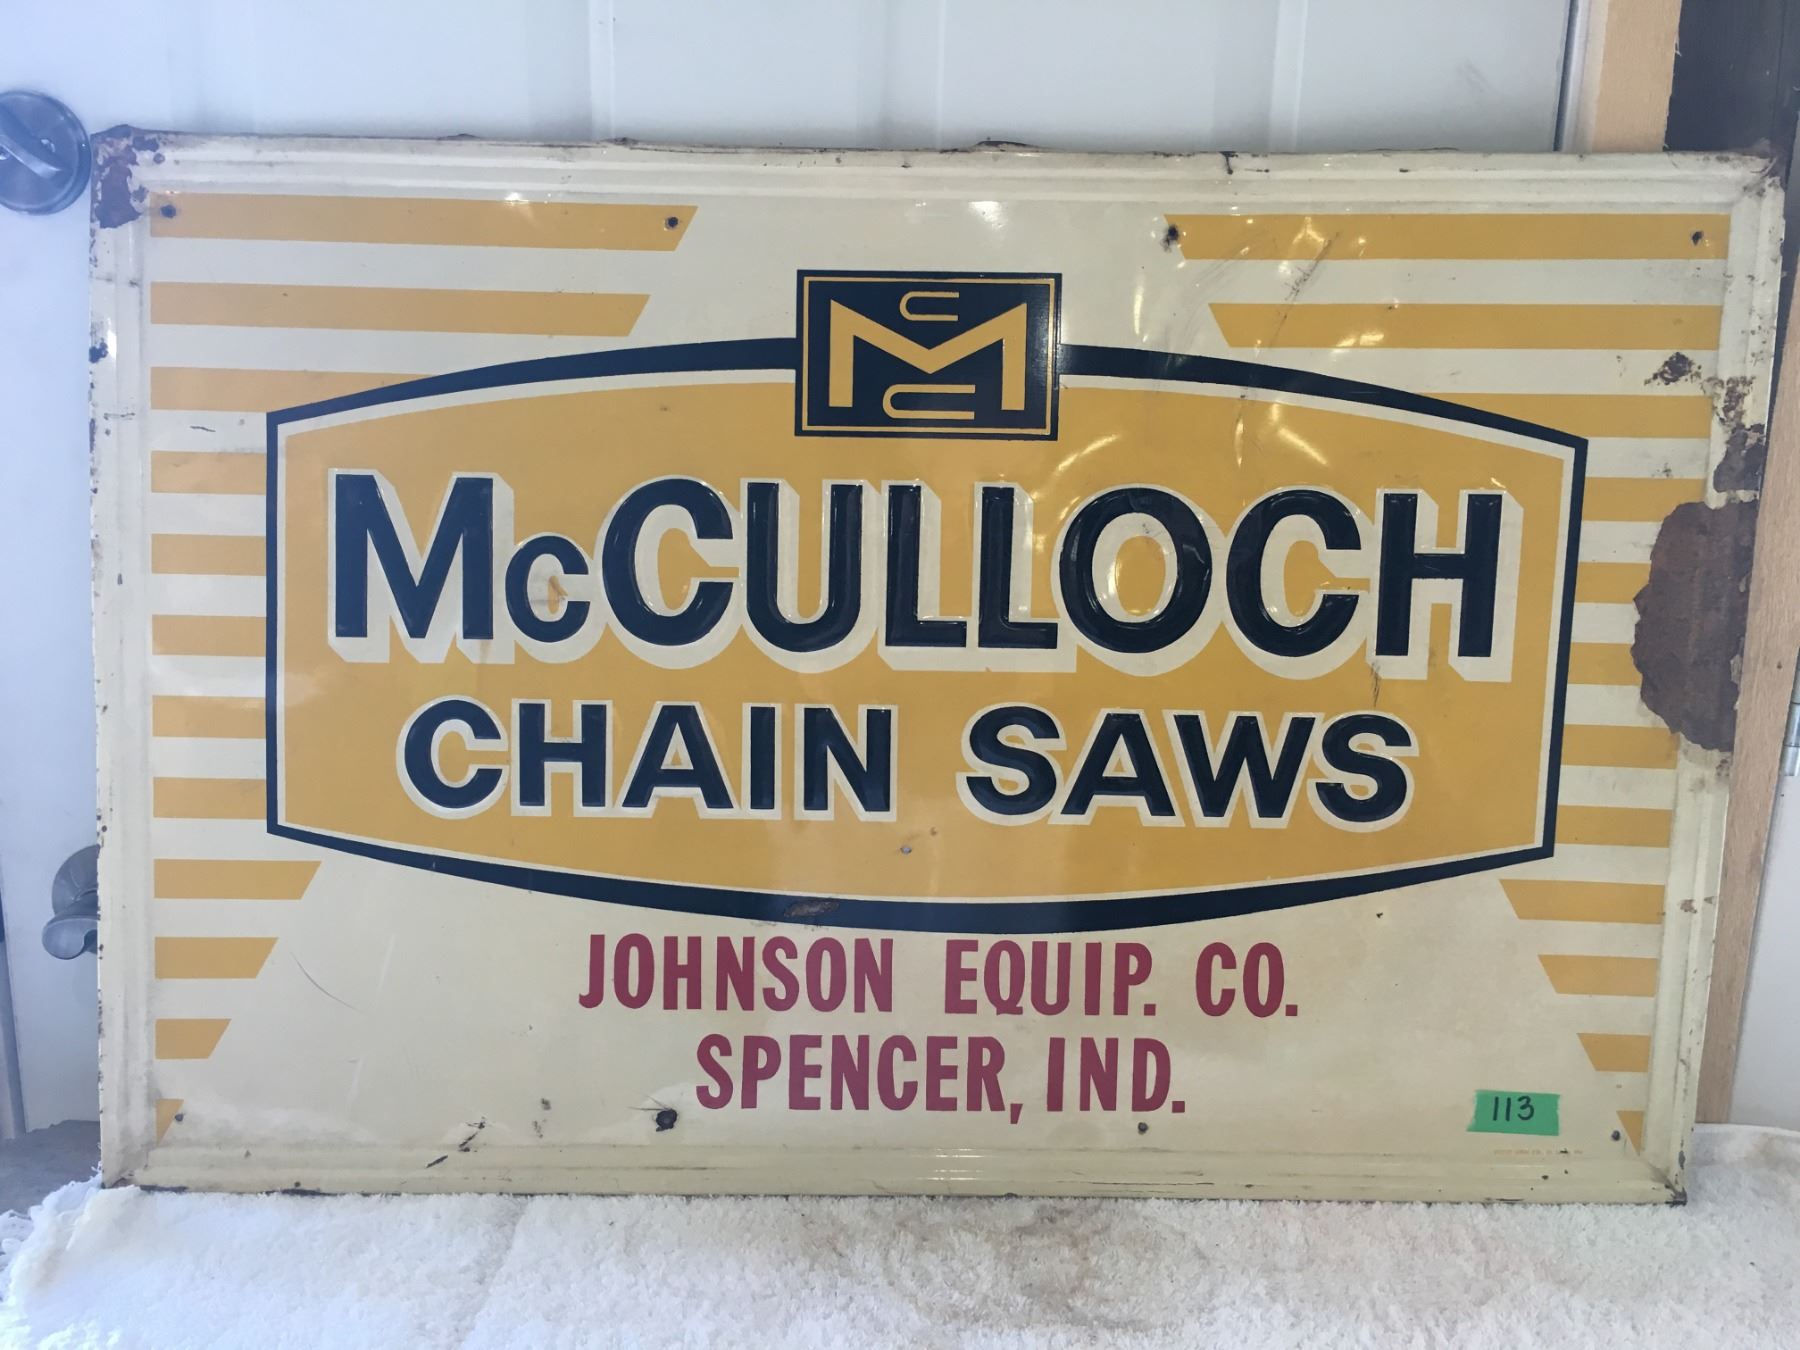 McCULLOCH
CHAIN SAWS
JOHNSON EQUIP. CO.
SPENCER, IND.
113